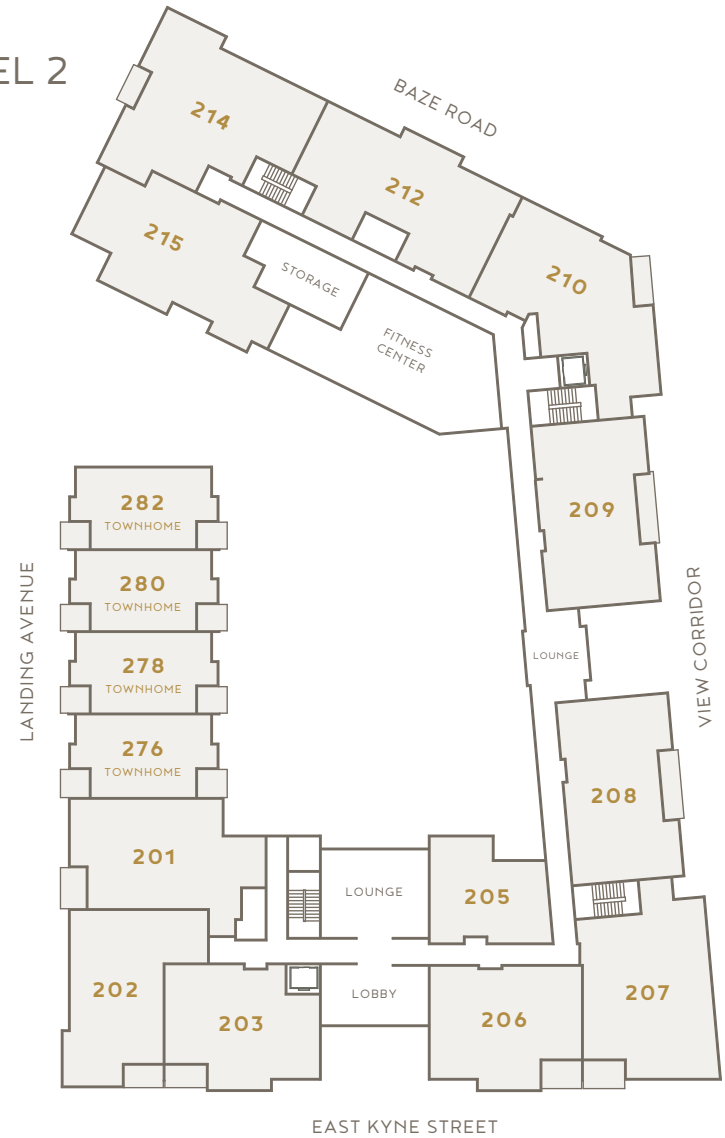 EL 2
BAZE ROAD
214
212
215
210
STORAGE
FITNESS
CENTER
209
282
TOWNHOME
280
TOWNHOME
278
TOWNHOME
276
TOWNHOME
LANDING AVENUE
LOUNGE
VIEW CORRIDOR
208
201
LOUNGE
205
202
203
LOBBY
206
207
EAST KYNE STREET